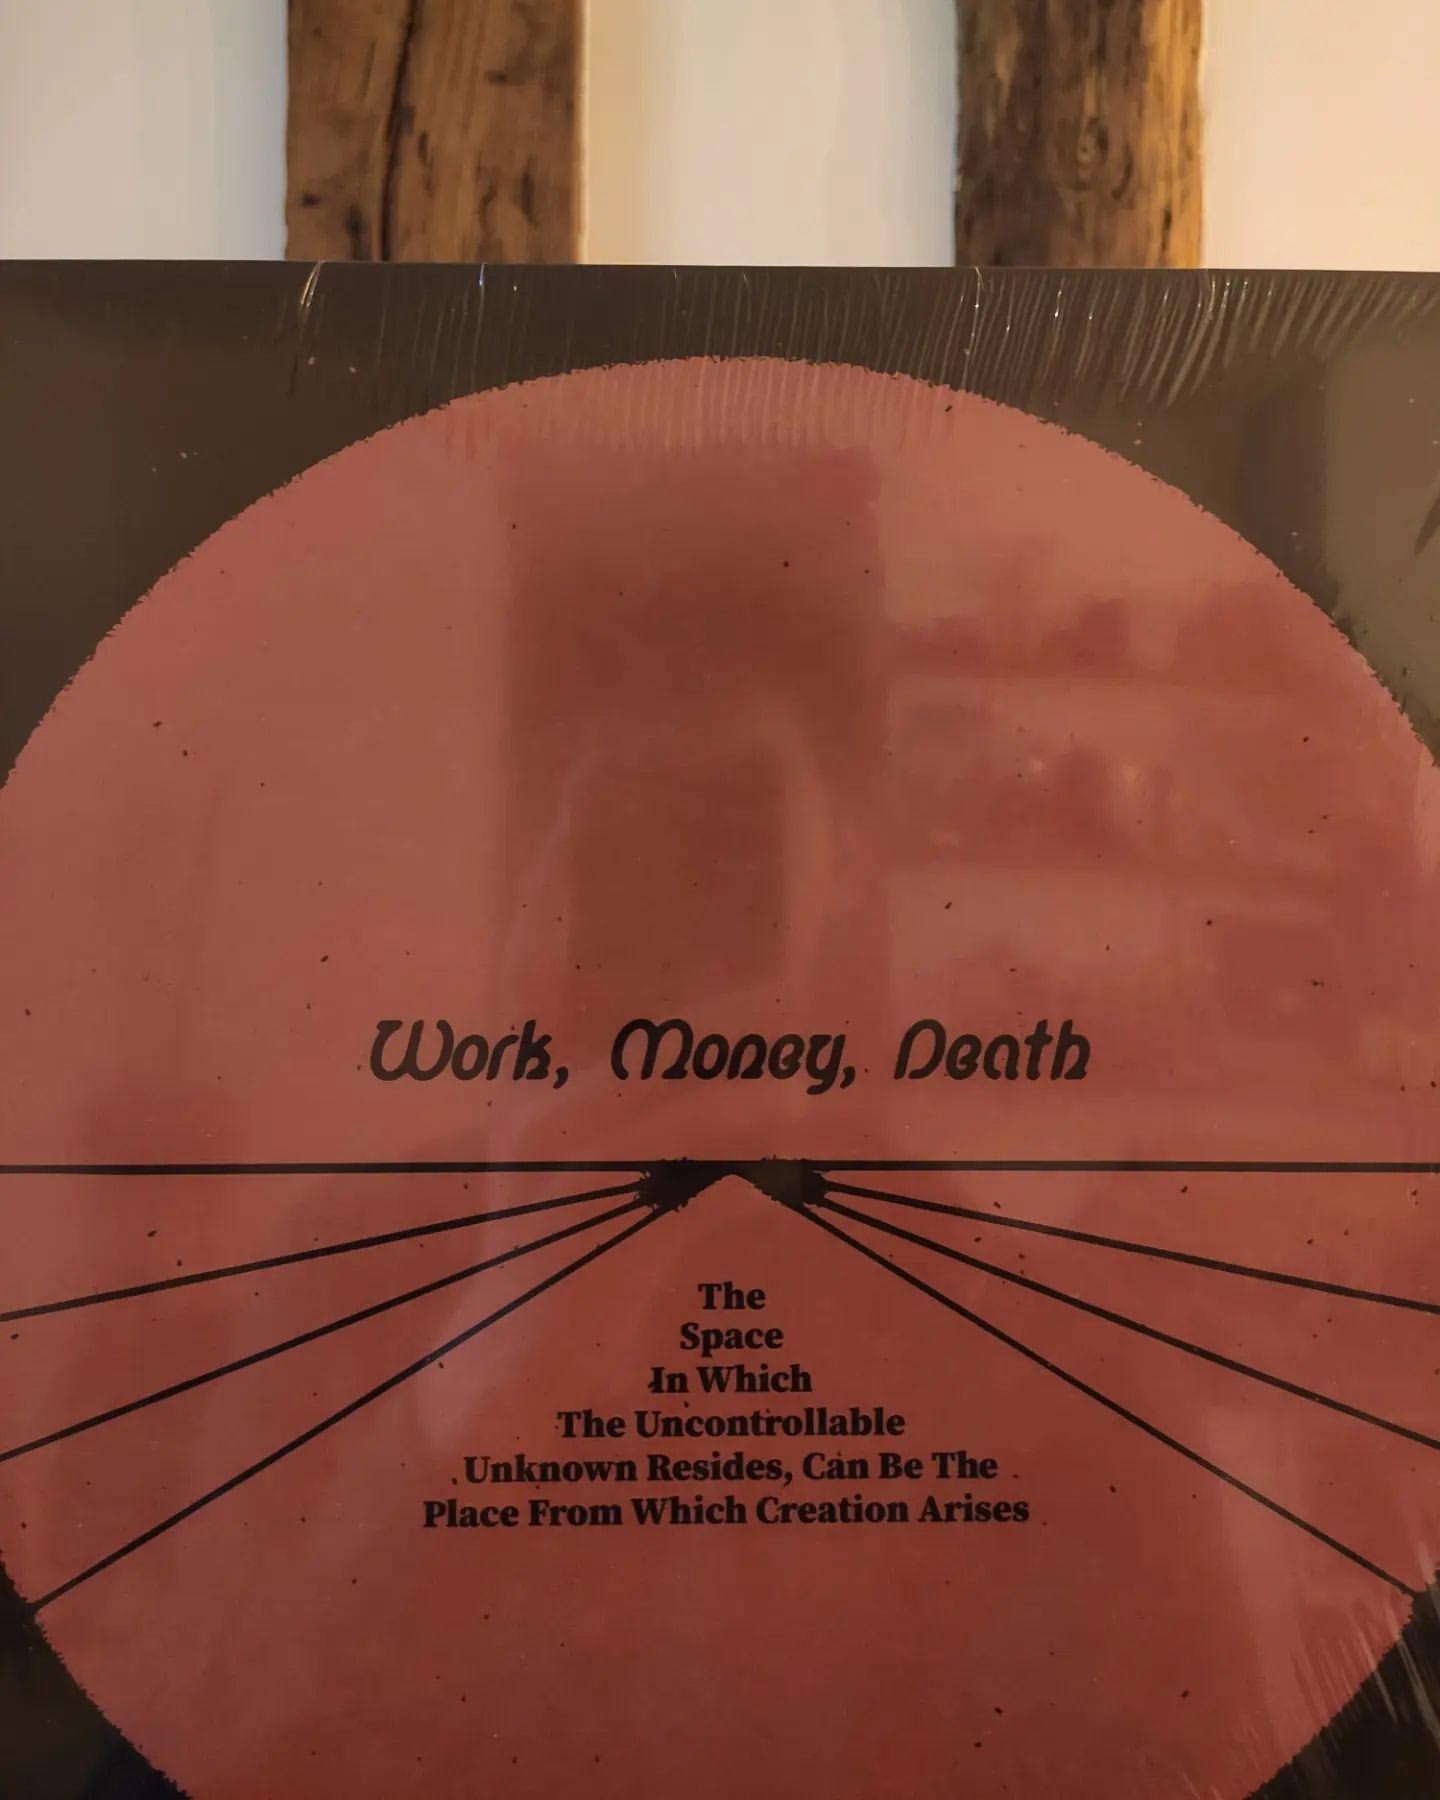 Work, Money, Death
The
Space
In Which
The Uncontrollable
Unknown Resides, Can Be The
Place From Which Creation Arises